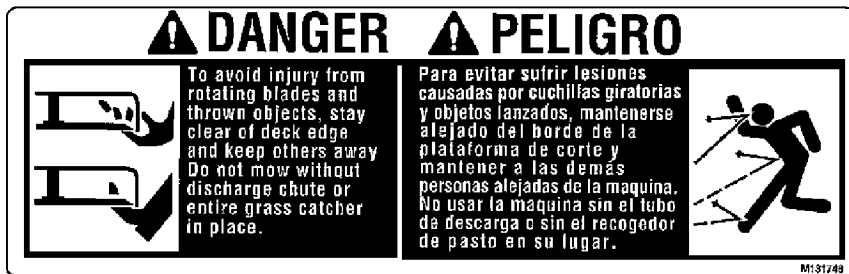 DANGER PELIGRO
To avoid injury from
rotating blades and
thrown objects, stay
clear of deck edge
and keep others away
Do not mow without
discharge chute or
entire grass catcher
in place.
Para evitar sufrir lesiones
causadas por cuchillas giratorias
y objetos lanzados, mantenerse
alejado del borde de la
plataforma de corte y
mantener a las demás
personas alejadas de la maquina.
No usar la maquina sin el tubo
de descarga o sin el recogedor
de pasto en su lugar.
M131748